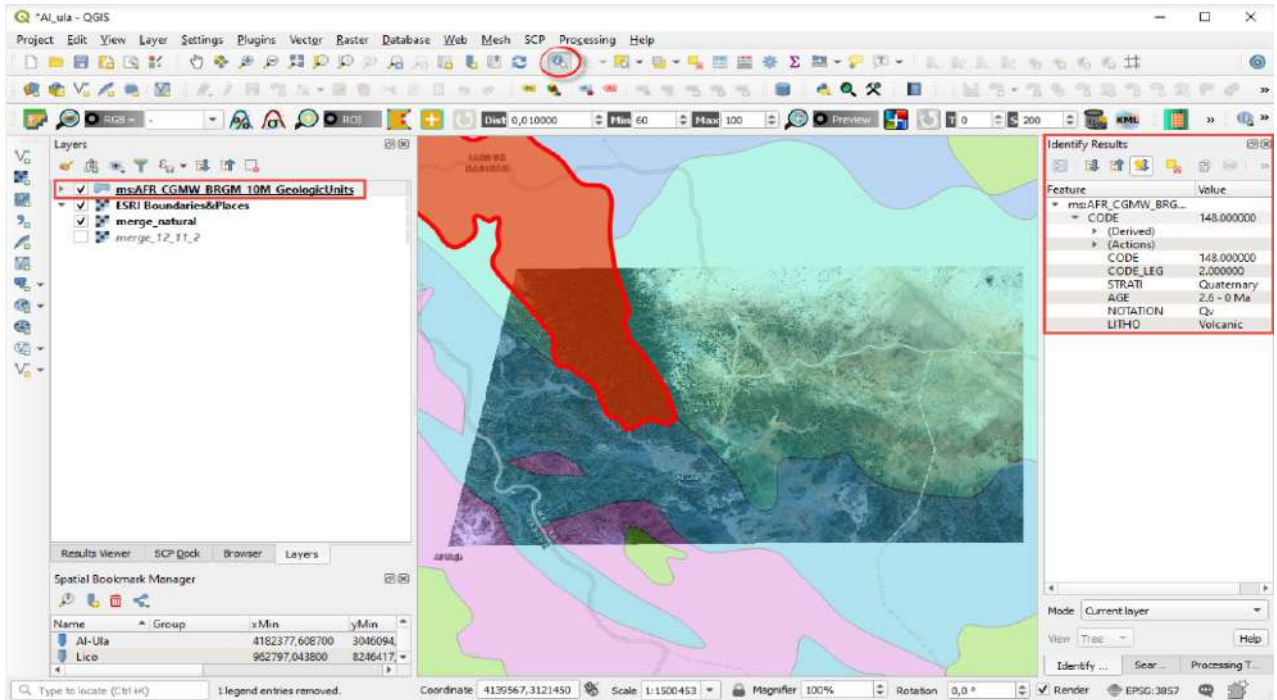 *Al_ula - QGIS
Project Edit View Layer Settings Plugins Vector Raster Database Web Mesh SCP Processing Help
RGB = - ROI Dist 0,010000 Min 60 Max 100 Preview T 0 S 200 KML
Layers
ms:AFR_CGMW_BRGM_10M_GeologicUnits
ESRI Boundaries&Places
merge_natural
merge_12_11_2
Results Viewer SCP Dock Browser Layers
Spatial Bookmark Manager
Name Group xMin yMin
Al-Ula 4182377,608700 3046094,
Lico 962797,043800 8246417,
Al-Ula
Identify Results
Feature Value
ms:AFR_CGMW_BRG...
CODE 148.000000
(Derived)
(Actions)
CODE 148.000000
CODE_LEG 2.000000
STRATI Quaternary
AGE 2.6 - 0 Ma
NOTATION Qv
LITHO Volcanic
Mode Current layer
View Tree Help
Identify ... Sear... Processing T...
Type to locate (Ctrl+K) 1 legend entries removed. Coordinate 4139567,3121450 Scale 1:1500453 Magnifier 100% Rotation 0,0 ° Render EPSG:3857